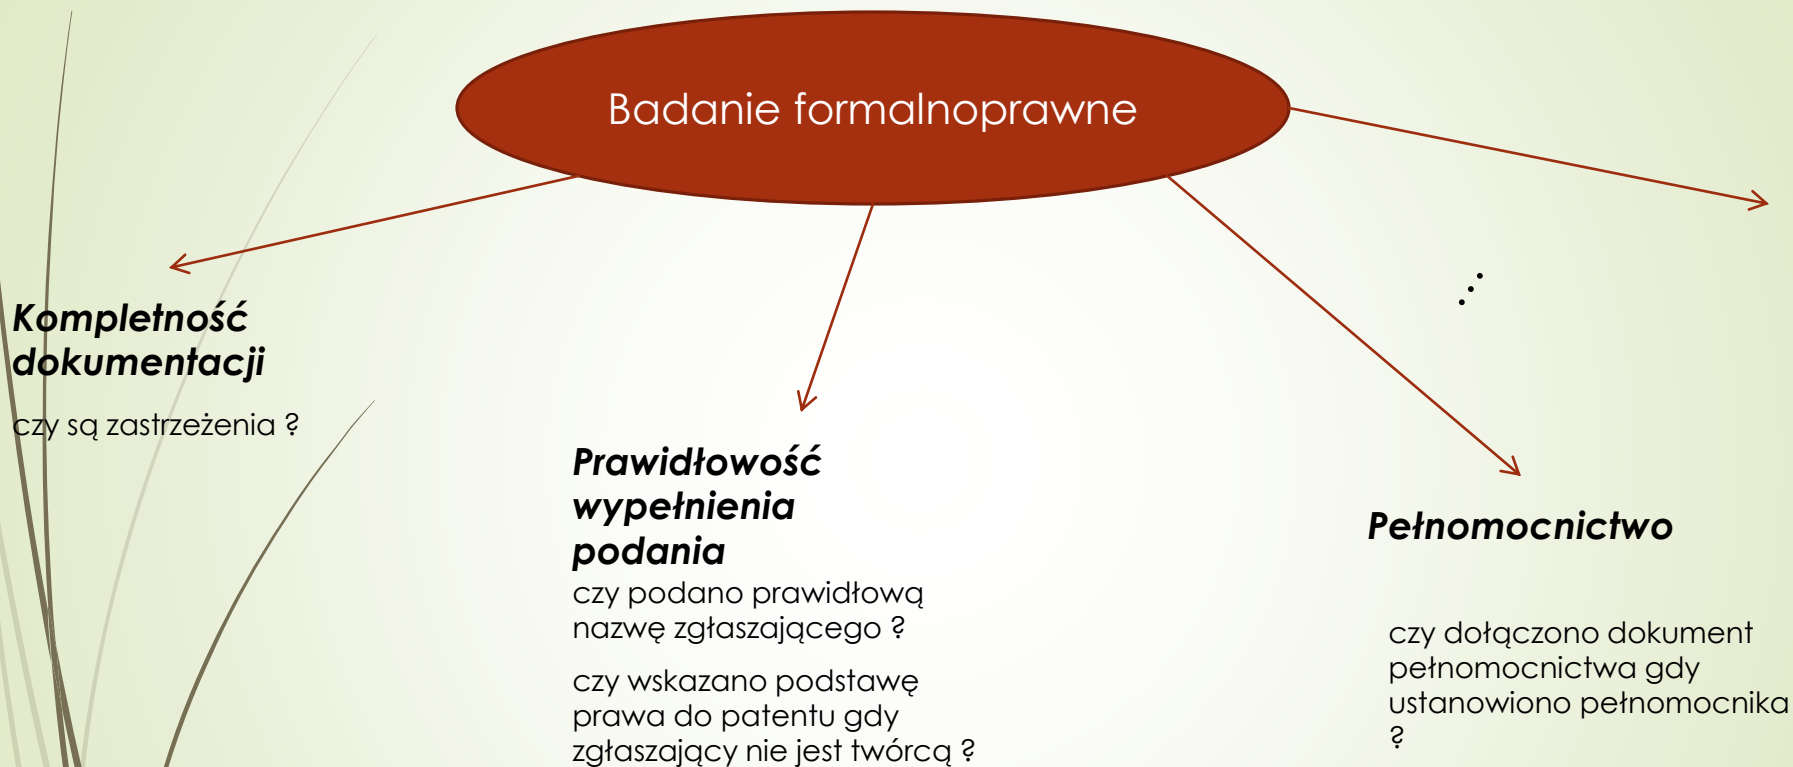 Badanie formalnoprawne
Kompletność
dokumentacji
czy są zastrzeżenia ?
Prawidłowość
wypełnienia
podania
czy podano prawidłową
nazwę zgłaszającego ?
czy wskazano podstawę
prawa do patentu gdy
zgłaszający nie jest twórcą ?
...
Pełnomocnictwo
czy dołączono dokument
pełnomocnictwa gdy
ustanowiono pełnomocnika
?